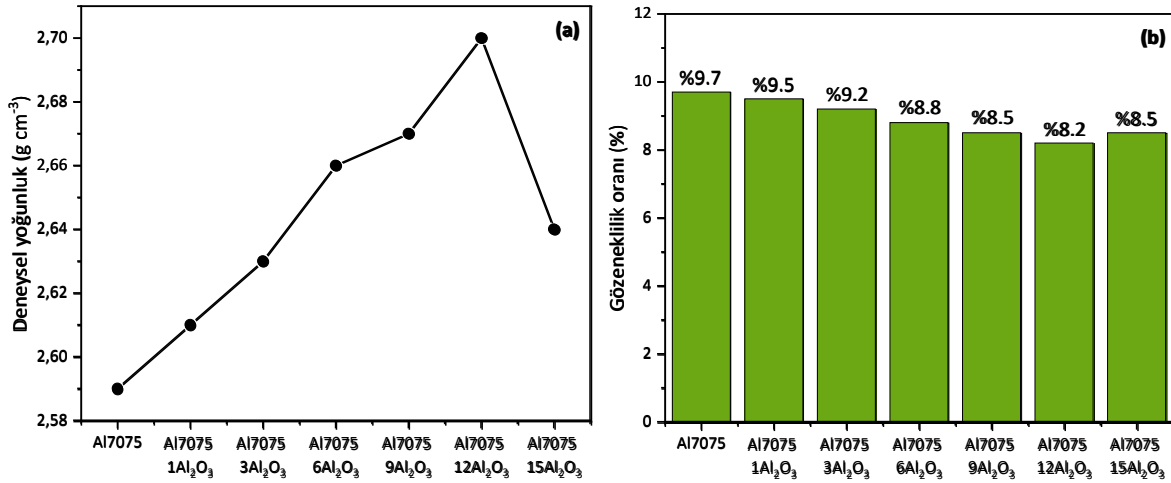 (a)
Deneysel yoğunluk (g cm⁻³)
2,70
2,68
2,66
2,64
2,62
2,60
2,58
Al7075 Al7075 Al7075 Al7075 Al7075 Al7075 Al7075
1Al₂O₃ 3Al₂O₃ 6Al₂O₃ 9Al₂O₃ 12Al₂O₃ 15Al₂O₃
(b)
Gözeneklilik oranı (%)
12
10
8
6
4
2
0
%9.7 %9.5 %9.2 %8.8 %8.5 %8.2 %8.5
Al7075 Al7075 Al7075 Al7075 Al7075 Al7075 Al7075
1Al₂O₃ 3Al₂O₃ 6Al₂O₃ 9Al₂O₃ 12Al₂O₃ 15Al₂O₃